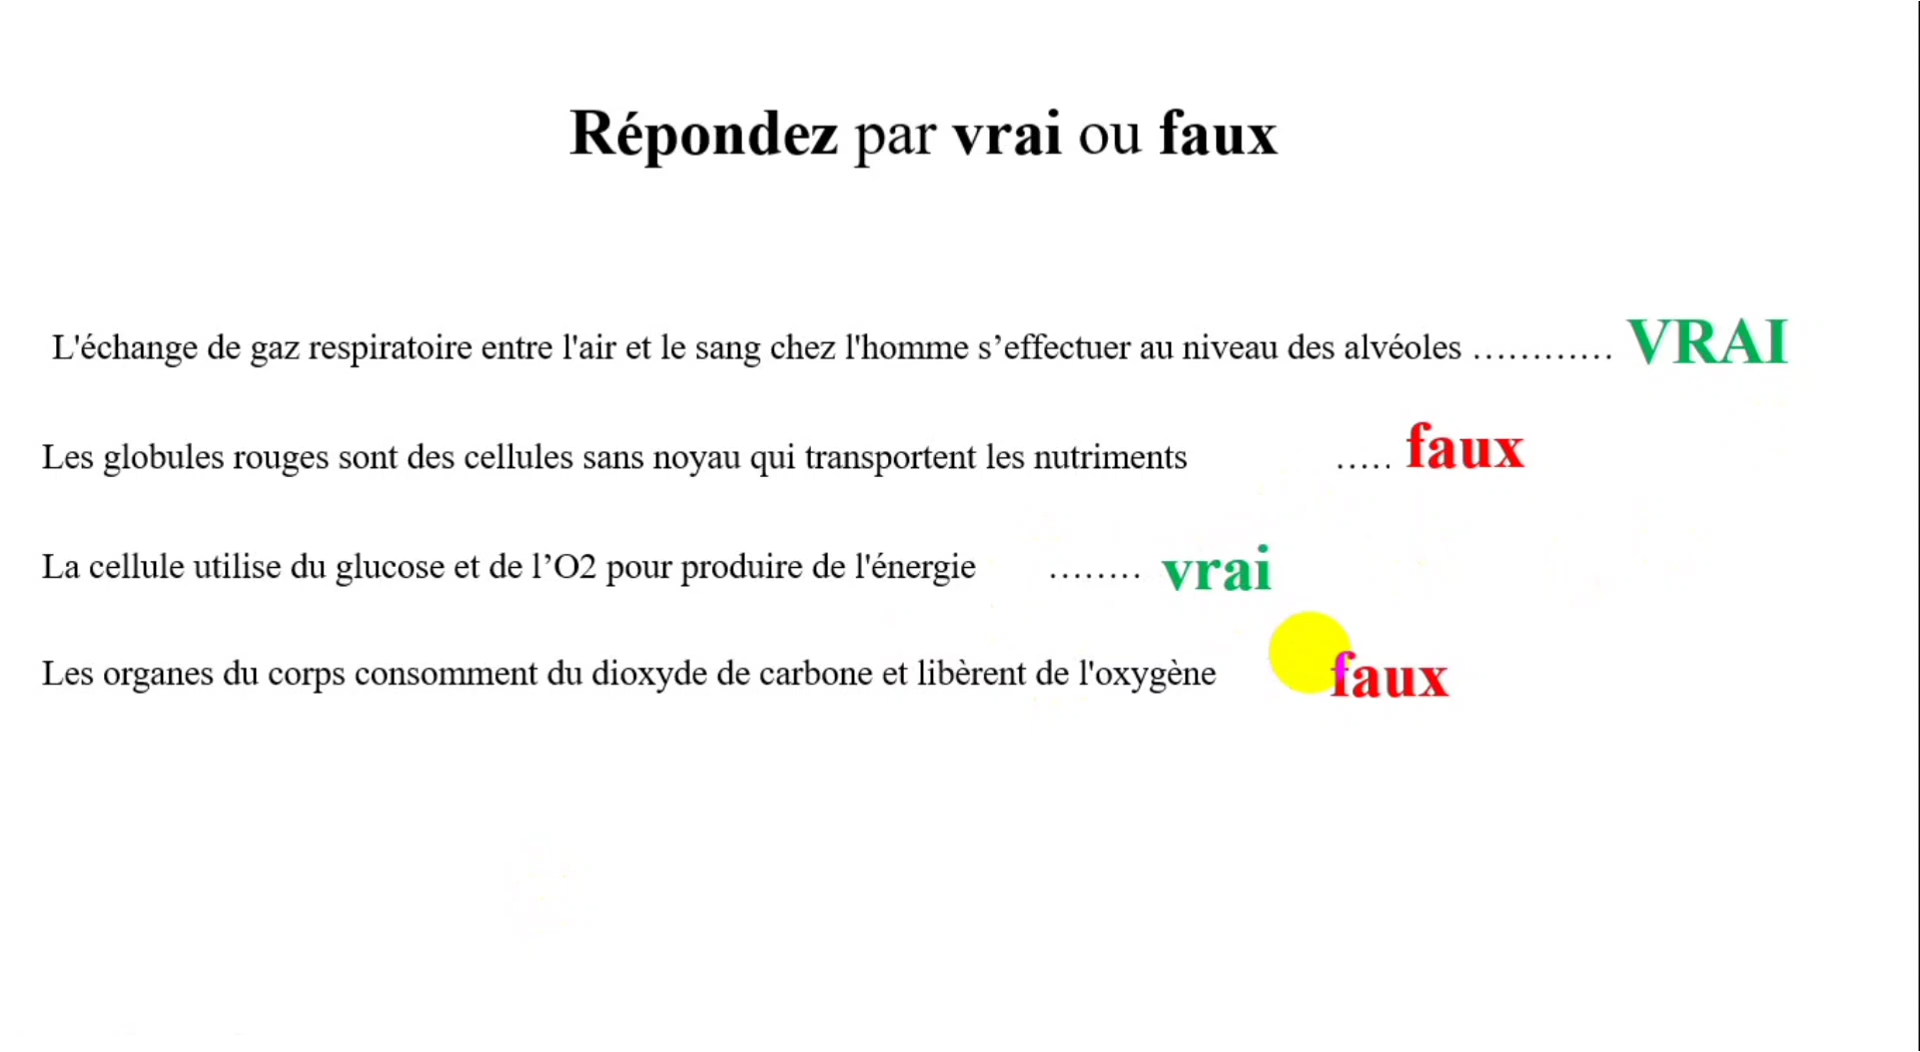 Répondez par vrai ou faux
L'échange de gaz respiratoire entre l'air et le sang chez l'homme s’effectuer au niveau des alvéoles ............ VRAI
Les globules rouges sont des cellules sans noyau qui transportent les nutriments ..... faux
La cellule utilise du glucose et de l’O2 pour produire de l'énergie ........ vrai
Les organes du corps consomment du dioxyde de carbone et libèrent de l'oxygène faux